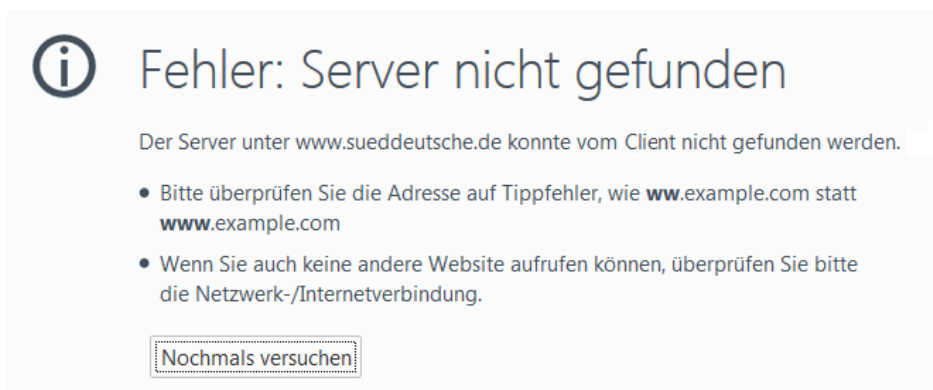 Fehler: Server nicht gefunden
Der Server unter www.sueddeutsche.de konnte vom Client nicht gefunden werden.
• Bitte überprüfen Sie die Adresse auf Tippfehler, wie ww.example.com statt
www.example.com
• Wenn Sie auch keine andere Website aufrufen können, überprüfen Sie bitte
die Netzwerk-/Internetverbindung.
Nochmals versuchen